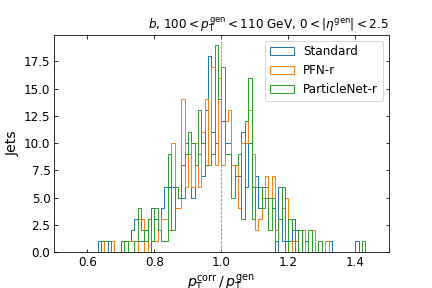 b, 100 < p_T^gen < 110 GeV, 0 < |η^gen| < 2.5
Standard
PFN-r
ParticleNet-r
Jets
17.5
15.0
12.5
10.0
7.5
5.0
2.5
0.0
0.6 0.8 1.0 1.2 1.4
p_T^corr / p_T^gen